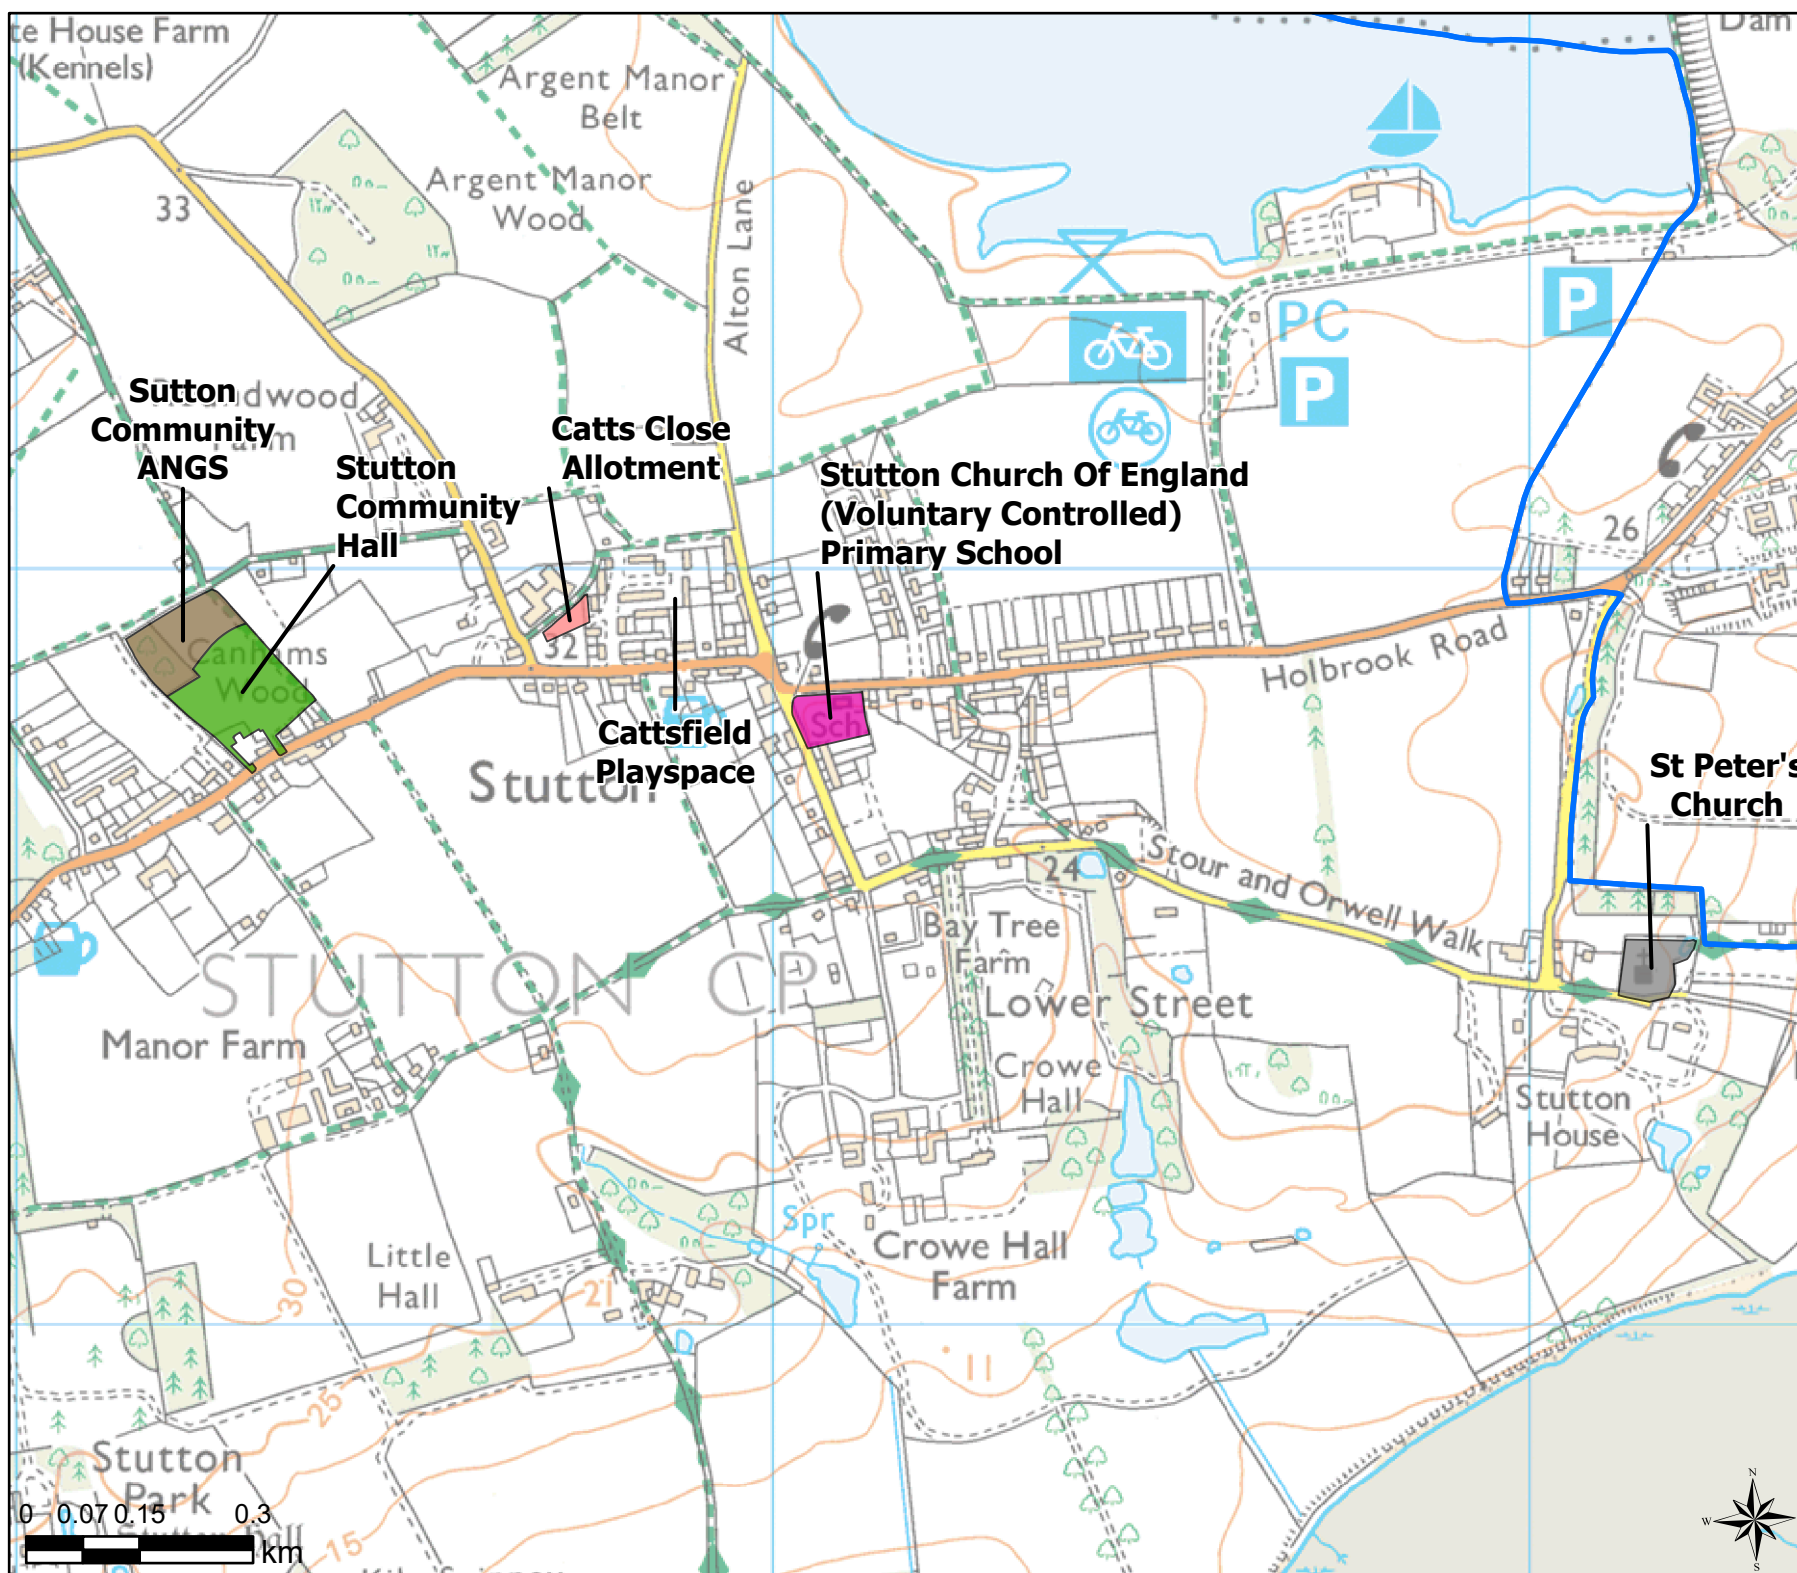 te House Farm
(Kennels)
Dam
Argent Manor
Belt
Argent Manor
Wood
33
Alton Lane
PC
P
P
Sutton
Community
ANGS
Stutton
Community
Hall
Catts Close
Allotment
Stutton Church Of England
(Voluntary Controlled)
Primary School
26
32
Canhams
Wood
Holbrook Road
Sch
Cattsfield
Playspace
Stutton
St Peter's
Church
24
Stour and Orwell Walk
Bay Tree
Farm
STUTTON CP
Lower Street
Manor Farm
Crowe
Hall
Stutton
House
Spr
Crowe Hall
Farm
Little
Hall
30
21
11
25
Stutton
Park
15
0 0.07 0.15 0.3
km
N
W
S